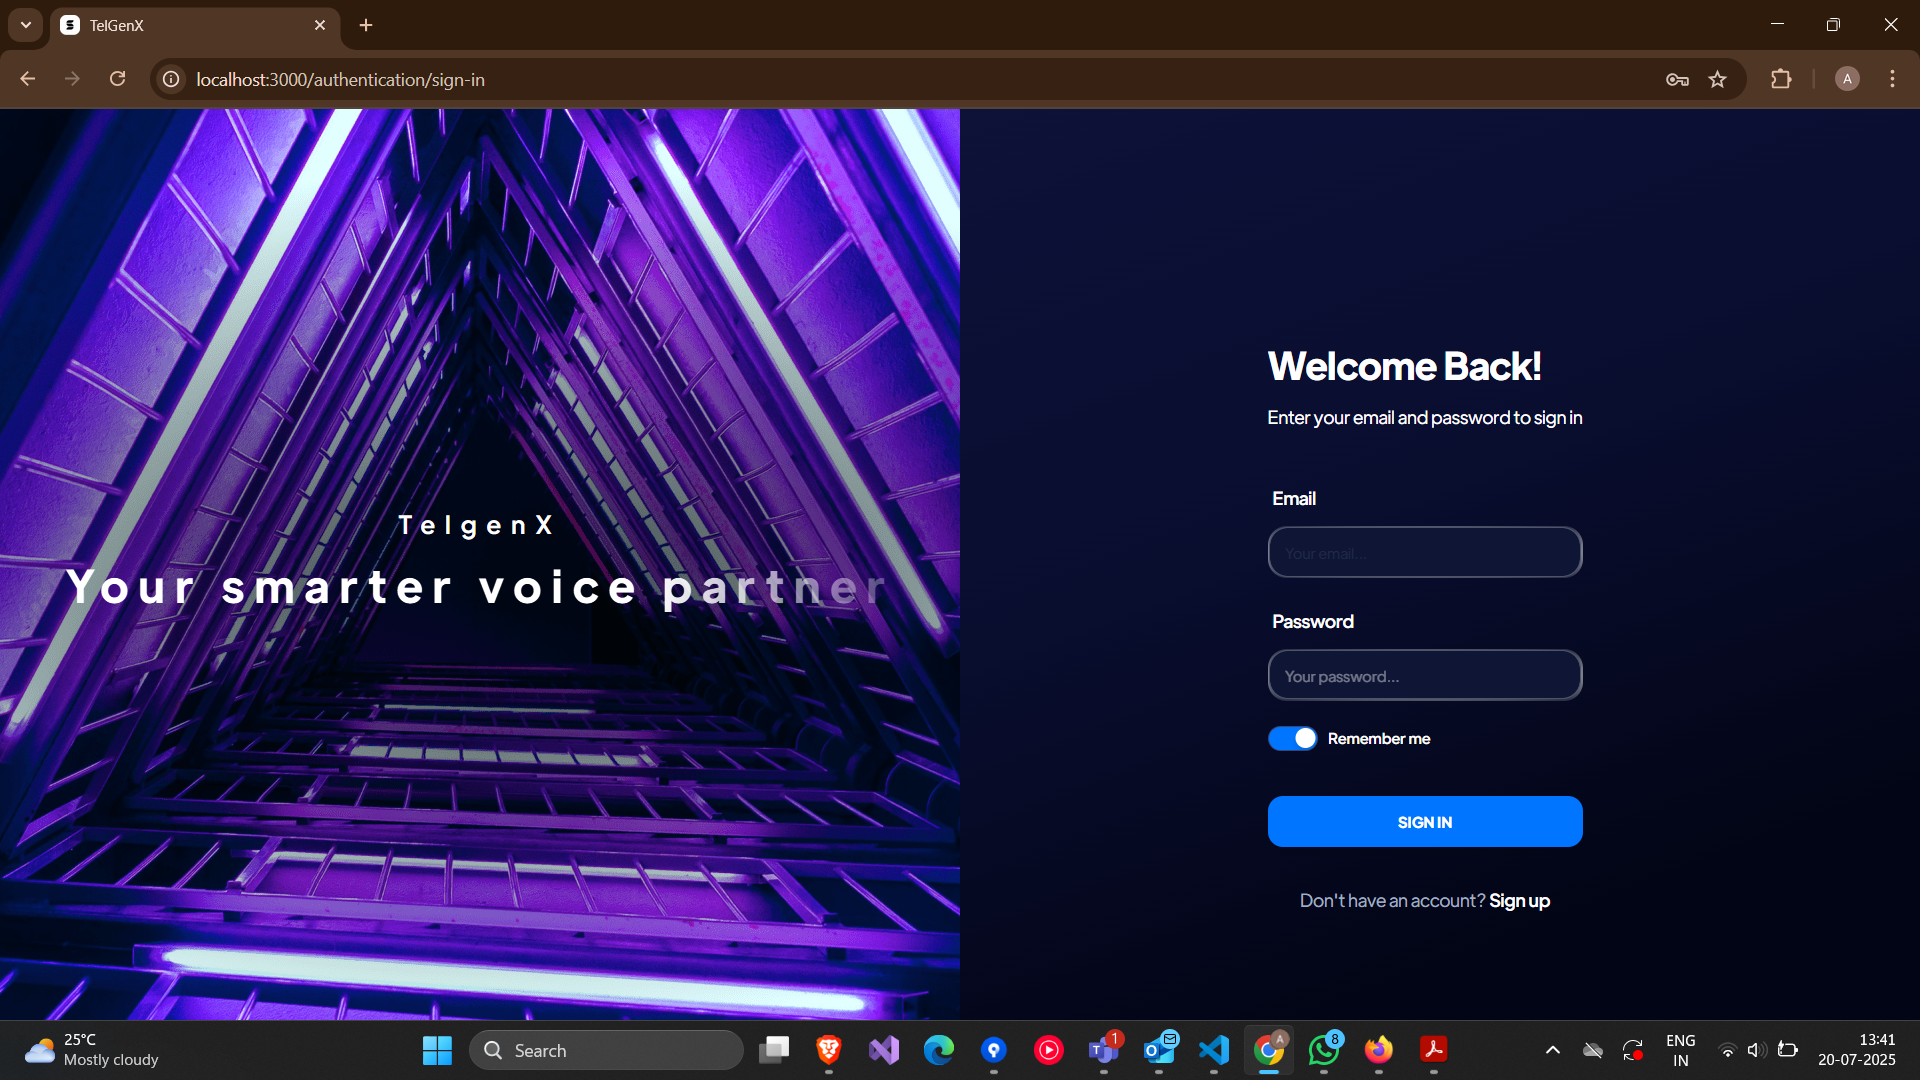 TelGenX
localhost:3000/authentication/sign-in
A
TelgenX
Your smarter voice partner
Welcome Back!
Enter your email and password to sign in
Email
Your email...
Password
Your password...
Remember me
SIGN IN
Don't have an account? Sign up
25°C
Mostly cloudy
Search
1
A
8
ENG
IN
13:41
20-07-2025